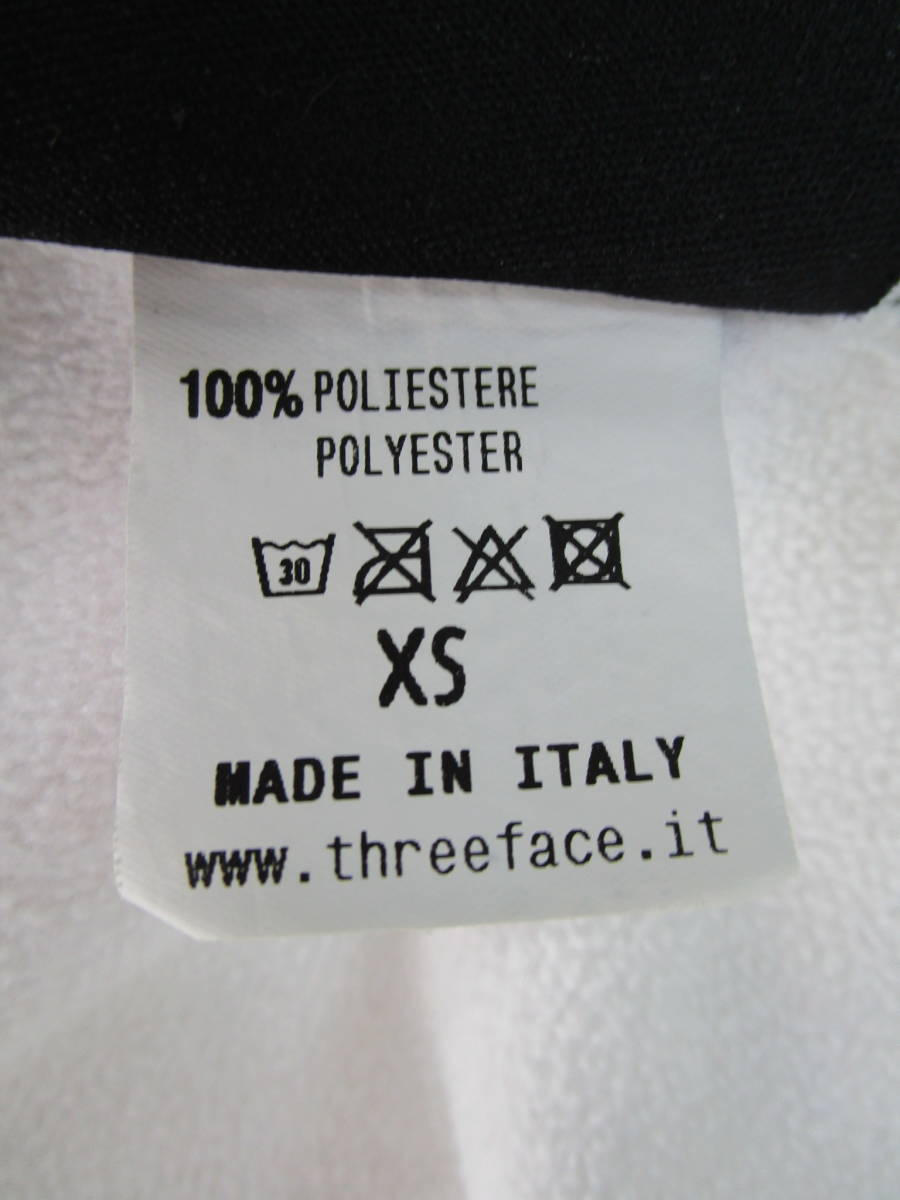 100% POLIESTERE
POLYESTER
30
XS
MADE IN ITALY
www.threeface.it